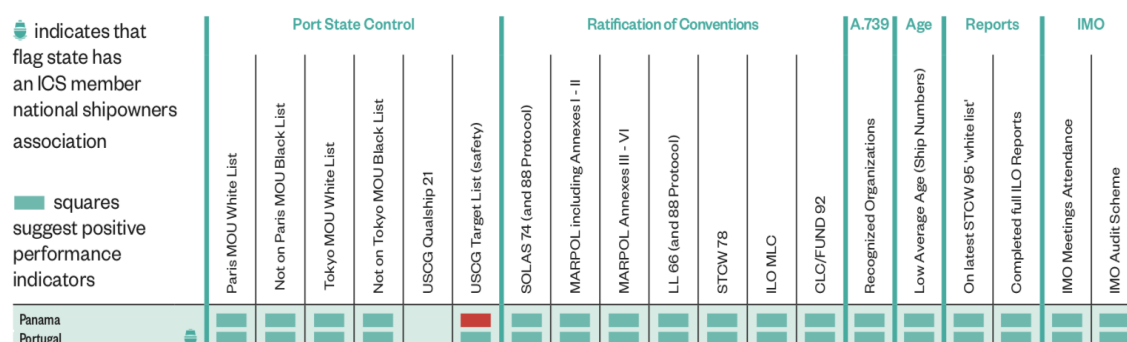 indicates that
flag state has
an ICS member
national shipowners
association
squares
suggest positive
performance
indicators
Port State Control
Ratification of Conventions
A.739
Age
Reports
IMO
Paris MOU White List
Not on Paris MOU Black List
Tokyo MOU White List
Not on Tokyo MOU Black List
USCG Qualship 21
USCG Target List (safety)
SOLAS 74 (and 88 Protocol)
MARPOL including Annexes I - II
MARPOL Annexes III - VI
LL 66 (and 88 Protocol)
STCW 78
ILO MLC
CLC/FUND 92
Recognized Organizations
Low Average Age (Ship Numbers)
On latest STCW 95 'white list'
Completed full ILO Reports
IMO Meetings Attendance
IMO Audit Scheme
Panama
Portugal